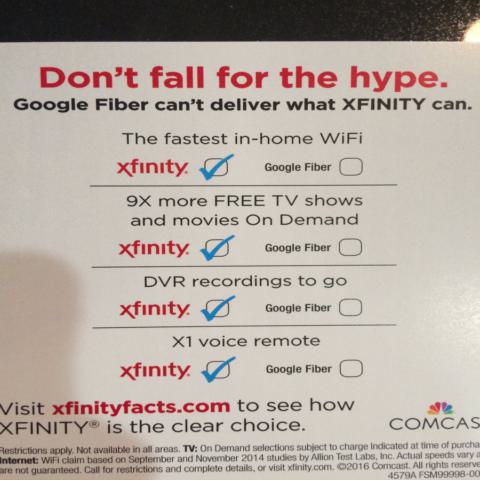 Don't fall for the hype.
Google Fiber can't deliver what XFINITY can.
The fastest in-home WiFi
xfinity. Google Fiber
9X more FREE TV shows
and movies On Demand
xfinity. Google Fiber
DVR recordings to go
xfinity. Google Fiber
X1 voice remote
xfinity. Google Fiber
Visit xfinityfacts.com to see how
XFINITY® is the clear choice.
COMCAS
Restrictions apply. Not available in all areas. TV: On Demand selections subject to charge indicated at time of purcha
Internet: WiFi claim based on September and November 2014 studies by Allion Test Labs, Inc. Actual speeds vary a
are not guaranteed. Call for restrictions and complete details, or visit xfinity.com. ©2016 Comcast. All rights reserve
4579A FSM99998-00